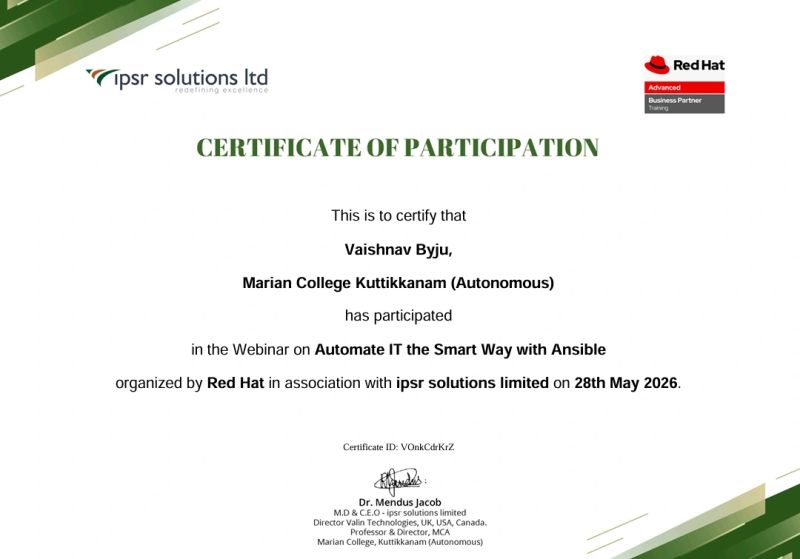 ipsr solutions ltd
redefining excellence
Red Hat
Advanced
Business Partner
Training
CERTIFICATE OF PARTICIPATION
This is to certify that
Vaishnav Byju,
Marian College Kuttikkanam (Autonomous)
has participated
in the Webinar on Automate IT the Smart Way with Ansible
organized by Red Hat in association with ipsr solutions limited on 28th May 2026.
Certificate ID: VOnkCdrKrZ
Dr. Mendus Jacob
M.D & C.E.O - ipsr solutions limited
Director Valin Technologies, UK, USA, Canada.
Professor & Director, MCA
Marian College, Kuttikkanam (Autonomous)